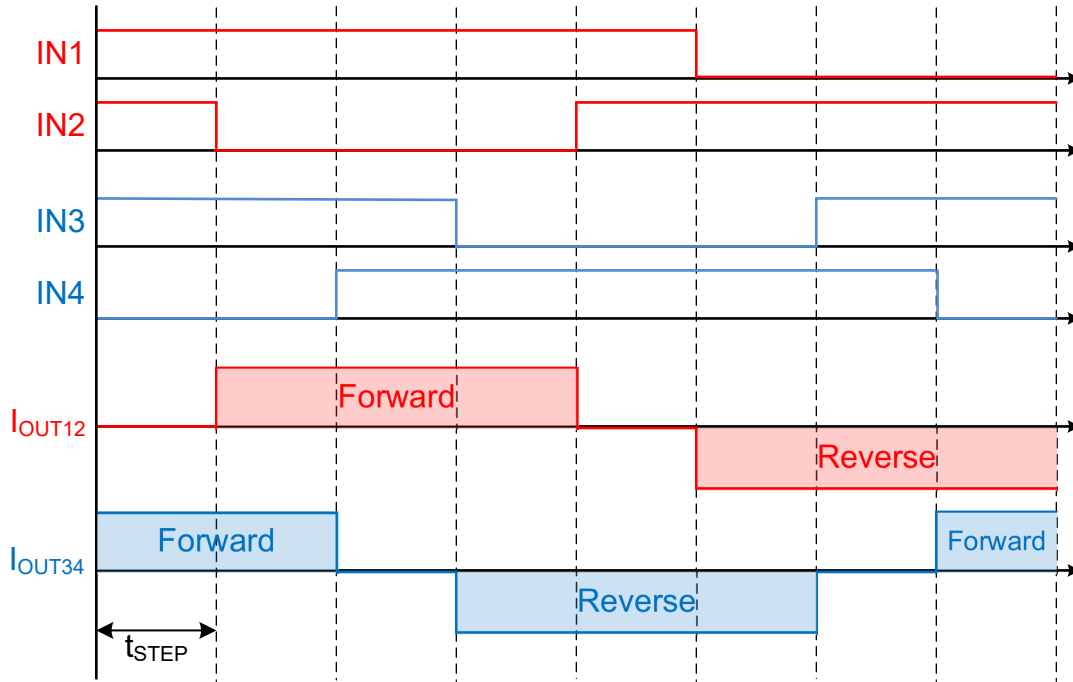 IN1
IN2
IN3
IN4
Forward
IOUT12
Reverse
Forward
Forward
IOUT34
Reverse
tSTEP